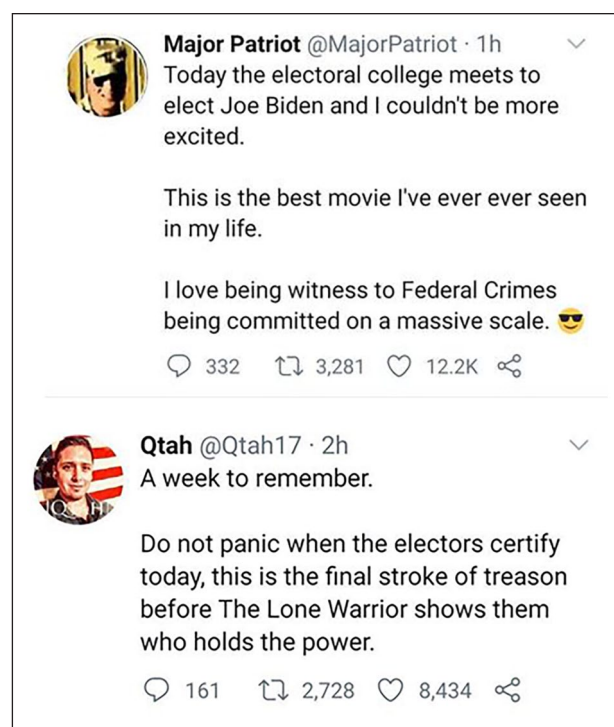 Major Patriot @MajorPatriot · 1h
Today the electoral college meets to
elect Joe Biden and I couldn't be more
excited.
This is the best movie I've ever ever seen
in my life.
I love being witness to Federal Crimes
being committed on a massive scale. 😎
332 3,281 12.2K
Qtah @Qtah17 · 2h
A week to remember.
Do not panic when the electors certify
today, this is the final stroke of treason
before The Lone Warrior shows them
who holds the power.
161 2,728 8,434